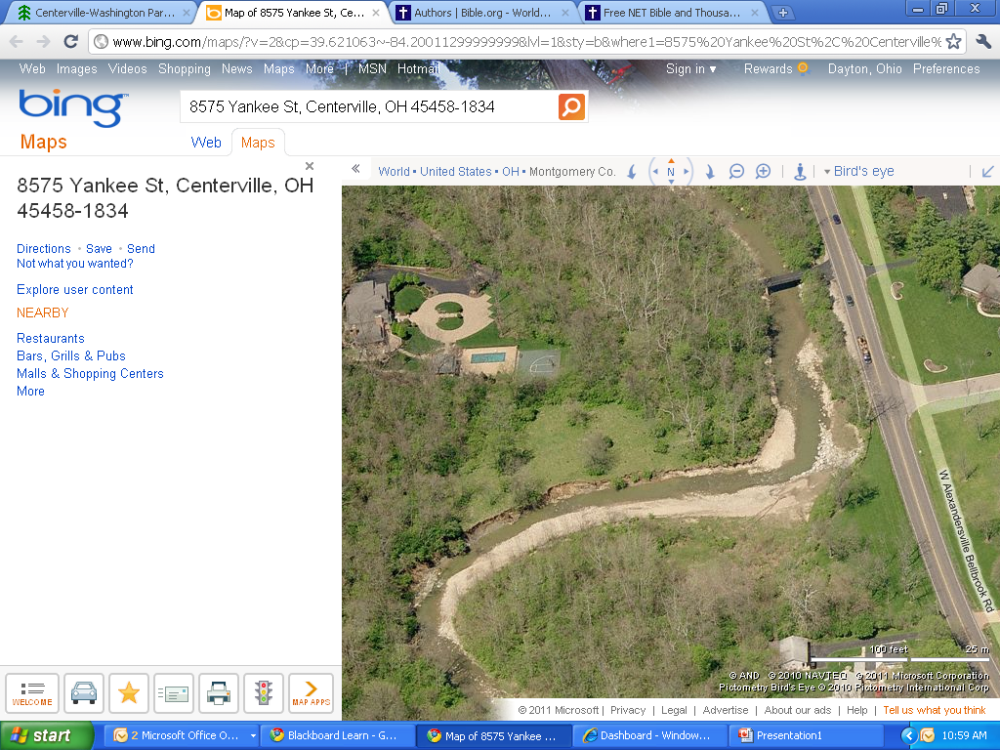 Centerville-Washington Par...
Map of 8575 Yankee St, Ce...
Authors | Bible.org - World...
Free NET Bible and Thousa...
www.bing.com/maps/?v=2&cp=39.621063~-84.20011299999999&lvl=1&sty=b&where1=8575%20Yankee%20St%2C%20Centerville%
Web Images Videos Shopping News Maps More | MSN Hotmail
Sign in Rewards Dayton, Ohio Preferences
bing
Maps
8575 Yankee St, Centerville, OH 45458-1834
Web Maps
8575 Yankee St, Centerville, OH
45458-1834
Directions • Save • Send
Not what you wanted?
Explore user content
NEARBY
Restaurants
Bars, Grills & Pubs
Malls & Shopping Centers
More
« World • United States • OH • Montgomery Co.
N
Bird's eye
W Alexandersville Bellbrook Rd
100 feet 25 m
© AND © 2010 NAVTEQ © 2011 Microsoft Corporation
Pictometry Bird's Eye © 2010 Pictometry International Corp
WELCOME
MAP APPS
© 2011 Microsoft | Privacy | Legal | Advertise | About our ads | Help | Tell us what you think
start
2 Microsoft Office O...
Blackboard Learn - G...
Map of 8575 Yankee ...
Dashboard - Window...
Presentation1
10:59 AM